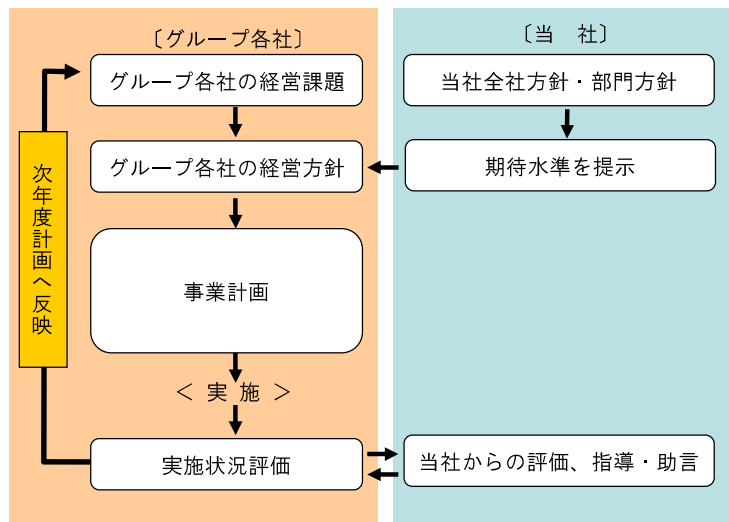 〔グループ各社〕
グループ各社の経営課題
グループ各社の経営方針
事業計画
＜ 実 施 ＞
実施状況評価
次年度計画へ反映
〔当　社〕
当社全社方針・部門方針
期待水準を提示
当社からの評価、指導・助言